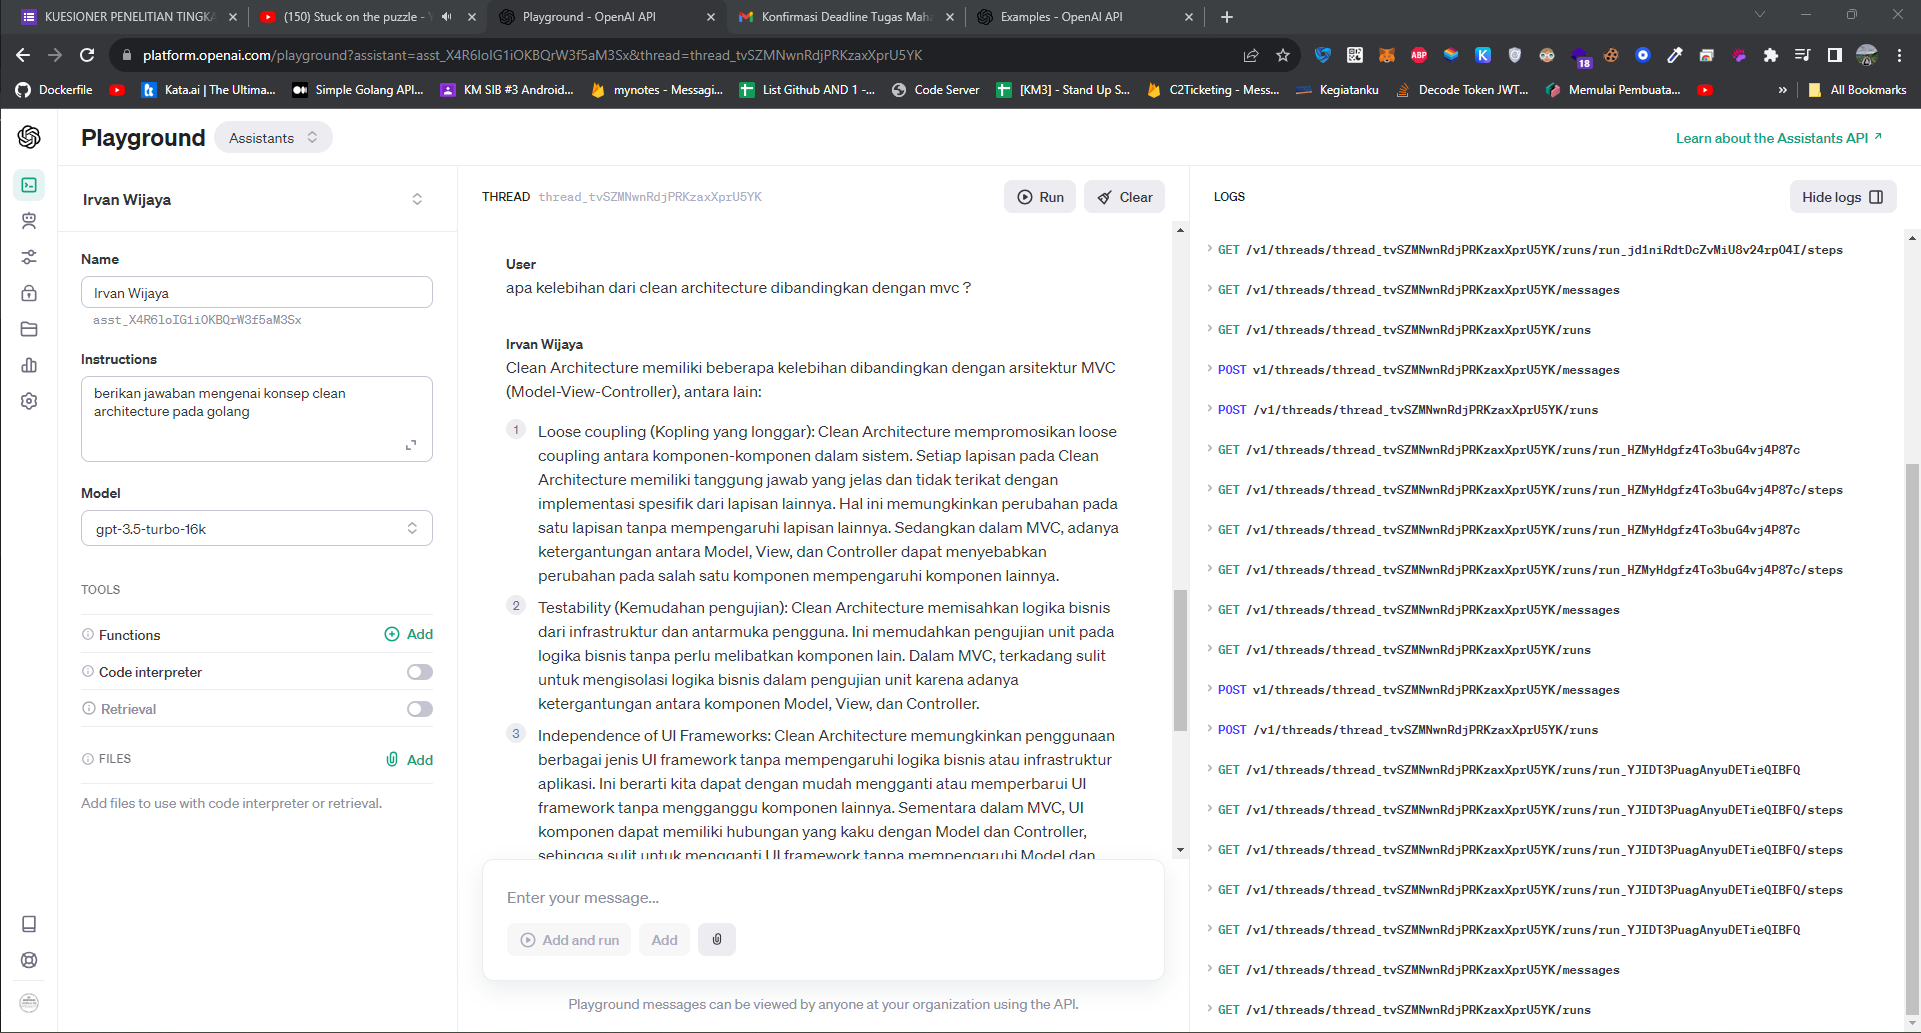 KUESIONER PENELITIAN TINGKA
(150) Stuck on the puzzle -
Playground - OpenAI API
Konfirmasi Deadline Tugas Maha
Examples - OpenAI API
platform.openai.com/playground?assistant=asst_X4R6loIG1iOKBQrW3f5aM3Sx&thread=thread_tvSZMNwnRdjPRKzaxXprU5YK
ABP
K
18
Dockerfile
Kata.ai | The Ultima...
Simple Golang API...
KM SIB #3 Android...
mynotes - Messagi...
List Github AND 1 -...
Code Server
[KM3] - Stand Up S...
C2Ticketing - Mess...
Kegiatanku
Decode Token JWT...
Memulai Pembuata...
»
All Bookmarks
Playground
Assistants
Learn about the Assistants API
Irvan Wijaya
Name
Irvan Wijaya
asst_X4R6loIG1iOKBQrW3f5aM3Sx
Instructions
berikan jawaban mengenai konsep clean
architecture pada golang
Model
gpt-3.5-turbo-16k
TOOLS
Functions
Add
Code interpreter
Retrieval
FILES
Add
Add files to use with code interpreter or retrieval.
THREAD thread_tvSZMNwnRdjPRKzaxXprU5YK
Run
Clear
User
apa kelebihan dari clean architecture dibandingkan dengan mvc ?
Irvan Wijaya
Clean Architecture memiliki beberapa kelebihan dibandingkan dengan arsitektur MVC
(Model-View-Controller), antara lain:
1 Loose coupling (Kopling yang longgar): Clean Architecture mempromosikan loose
coupling antara komponen-komponen dalam sistem. Setiap lapisan pada Clean
Architecture memiliki tanggung jawab yang jelas dan tidak terikat dengan
implementasi spesifik dari lapisan lainnya. Hal ini memungkinkan perubahan pada
satu lapisan tanpa mempengaruhi lapisan lainnya. Sedangkan dalam MVC, adanya
ketergantungan antara Model, View, dan Controller dapat menyebabkan
perubahan pada salah satu komponen mempengaruhi komponen lainnya.
2 Testability (Kemudahan pengujian): Clean Architecture memisahkan logika bisnis
dari infrastruktur dan antarmuka pengguna. Ini memudahkan pengujian unit pada
logika bisnis tanpa perlu melibatkan komponen lain. Dalam MVC, terkadang sulit
untuk mengisolasi logika bisnis dalam pengujian unit karena adanya
ketergantungan antara komponen Model, View, dan Controller.
3 Independence of UI Frameworks: Clean Architecture memungkinkan penggunaan
berbagai jenis UI framework tanpa mempengaruhi logika bisnis atau infrastruktur
aplikasi. Ini berarti kita dapat dengan mudah mengganti atau memperbarui UI
framework tanpa mengganggu komponen lainnya. Sementara dalam MVC, UI
komponen dapat memiliki hubungan yang kaku dengan Model dan Controller,
sehingga sulit untuk mengganti UI framework tanpa mempengaruhi Model dan
Enter your message...
Add and run
Add
Playground messages can be viewed by anyone at your organization using the API.
LOGS
Hide logs
GET /v1/threads/thread_tvSZMNwnRdjPRKzaxXprU5YK/runs/run_jd1niRdtDcZvMiU8v24rpO4I/steps
GET /v1/threads/thread_tvSZMNwnRdjPRKzaxXprU5YK/messages
GET /v1/threads/thread_tvSZMNwnRdjPRKzaxXprU5YK/runs
POST v1/threads/thread_tvSZMNwnRdjPRKzaxXprU5YK/messages
POST /v1/threads/thread_tvSZMNwnRdjPRKzaxXprU5YK/runs
GET /v1/threads/thread_tvSZMNwnRdjPRKzaxXprU5YK/runs/run_HZMyHdgfz4To3buG4vj4P87c
GET /v1/threads/thread_tvSZMNwnRdjPRKzaxXprU5YK/runs/run_HZMyHdgfz4To3buG4vj4P87c/steps
GET /v1/threads/thread_tvSZMNwnRdjPRKzaxXprU5YK/runs/run_HZMyHdgfz4To3buG4vj4P87c
GET /v1/threads/thread_tvSZMNwnRdjPRKzaxXprU5YK/runs/run_HZMyHdgfz4To3buG4vj4P87c/steps
GET /v1/threads/thread_tvSZMNwnRdjPRKzaxXprU5YK/messages
GET /v1/threads/thread_tvSZMNwnRdjPRKzaxXprU5YK/runs
POST v1/threads/thread_tvSZMNwnRdjPRKzaxXprU5YK/messages
POST /v1/threads/thread_tvSZMNwnRdjPRKzaxXprU5YK/runs
GET /v1/threads/thread_tvSZMNwnRdjPRKzaxXprU5YK/runs/run_YJIDT3PuagAnyuDETieQIBFQ
GET /v1/threads/thread_tvSZMNwnRdjPRKzaxXprU5YK/runs/run_YJIDT3PuagAnyuDETieQIBFQ/steps
GET /v1/threads/thread_tvSZMNwnRdjPRKzaxXprU5YK/runs/run_YJIDT3PuagAnyuDETieQIBFQ/steps
GET /v1/threads/thread_tvSZMNwnRdjPRKzaxXprU5YK/runs/run_YJIDT3PuagAnyuDETieQIBFQ/steps
GET /v1/threads/thread_tvSZMNwnRdjPRKzaxXprU5YK/runs/run_YJIDT3PuagAnyuDETieQIBFQ
GET /v1/threads/thread_tvSZMNwnRdjPRKzaxXprU5YK/messages
GET /v1/threads/thread_tvSZMNwnRdjPRKzaxXprU5YK/runs